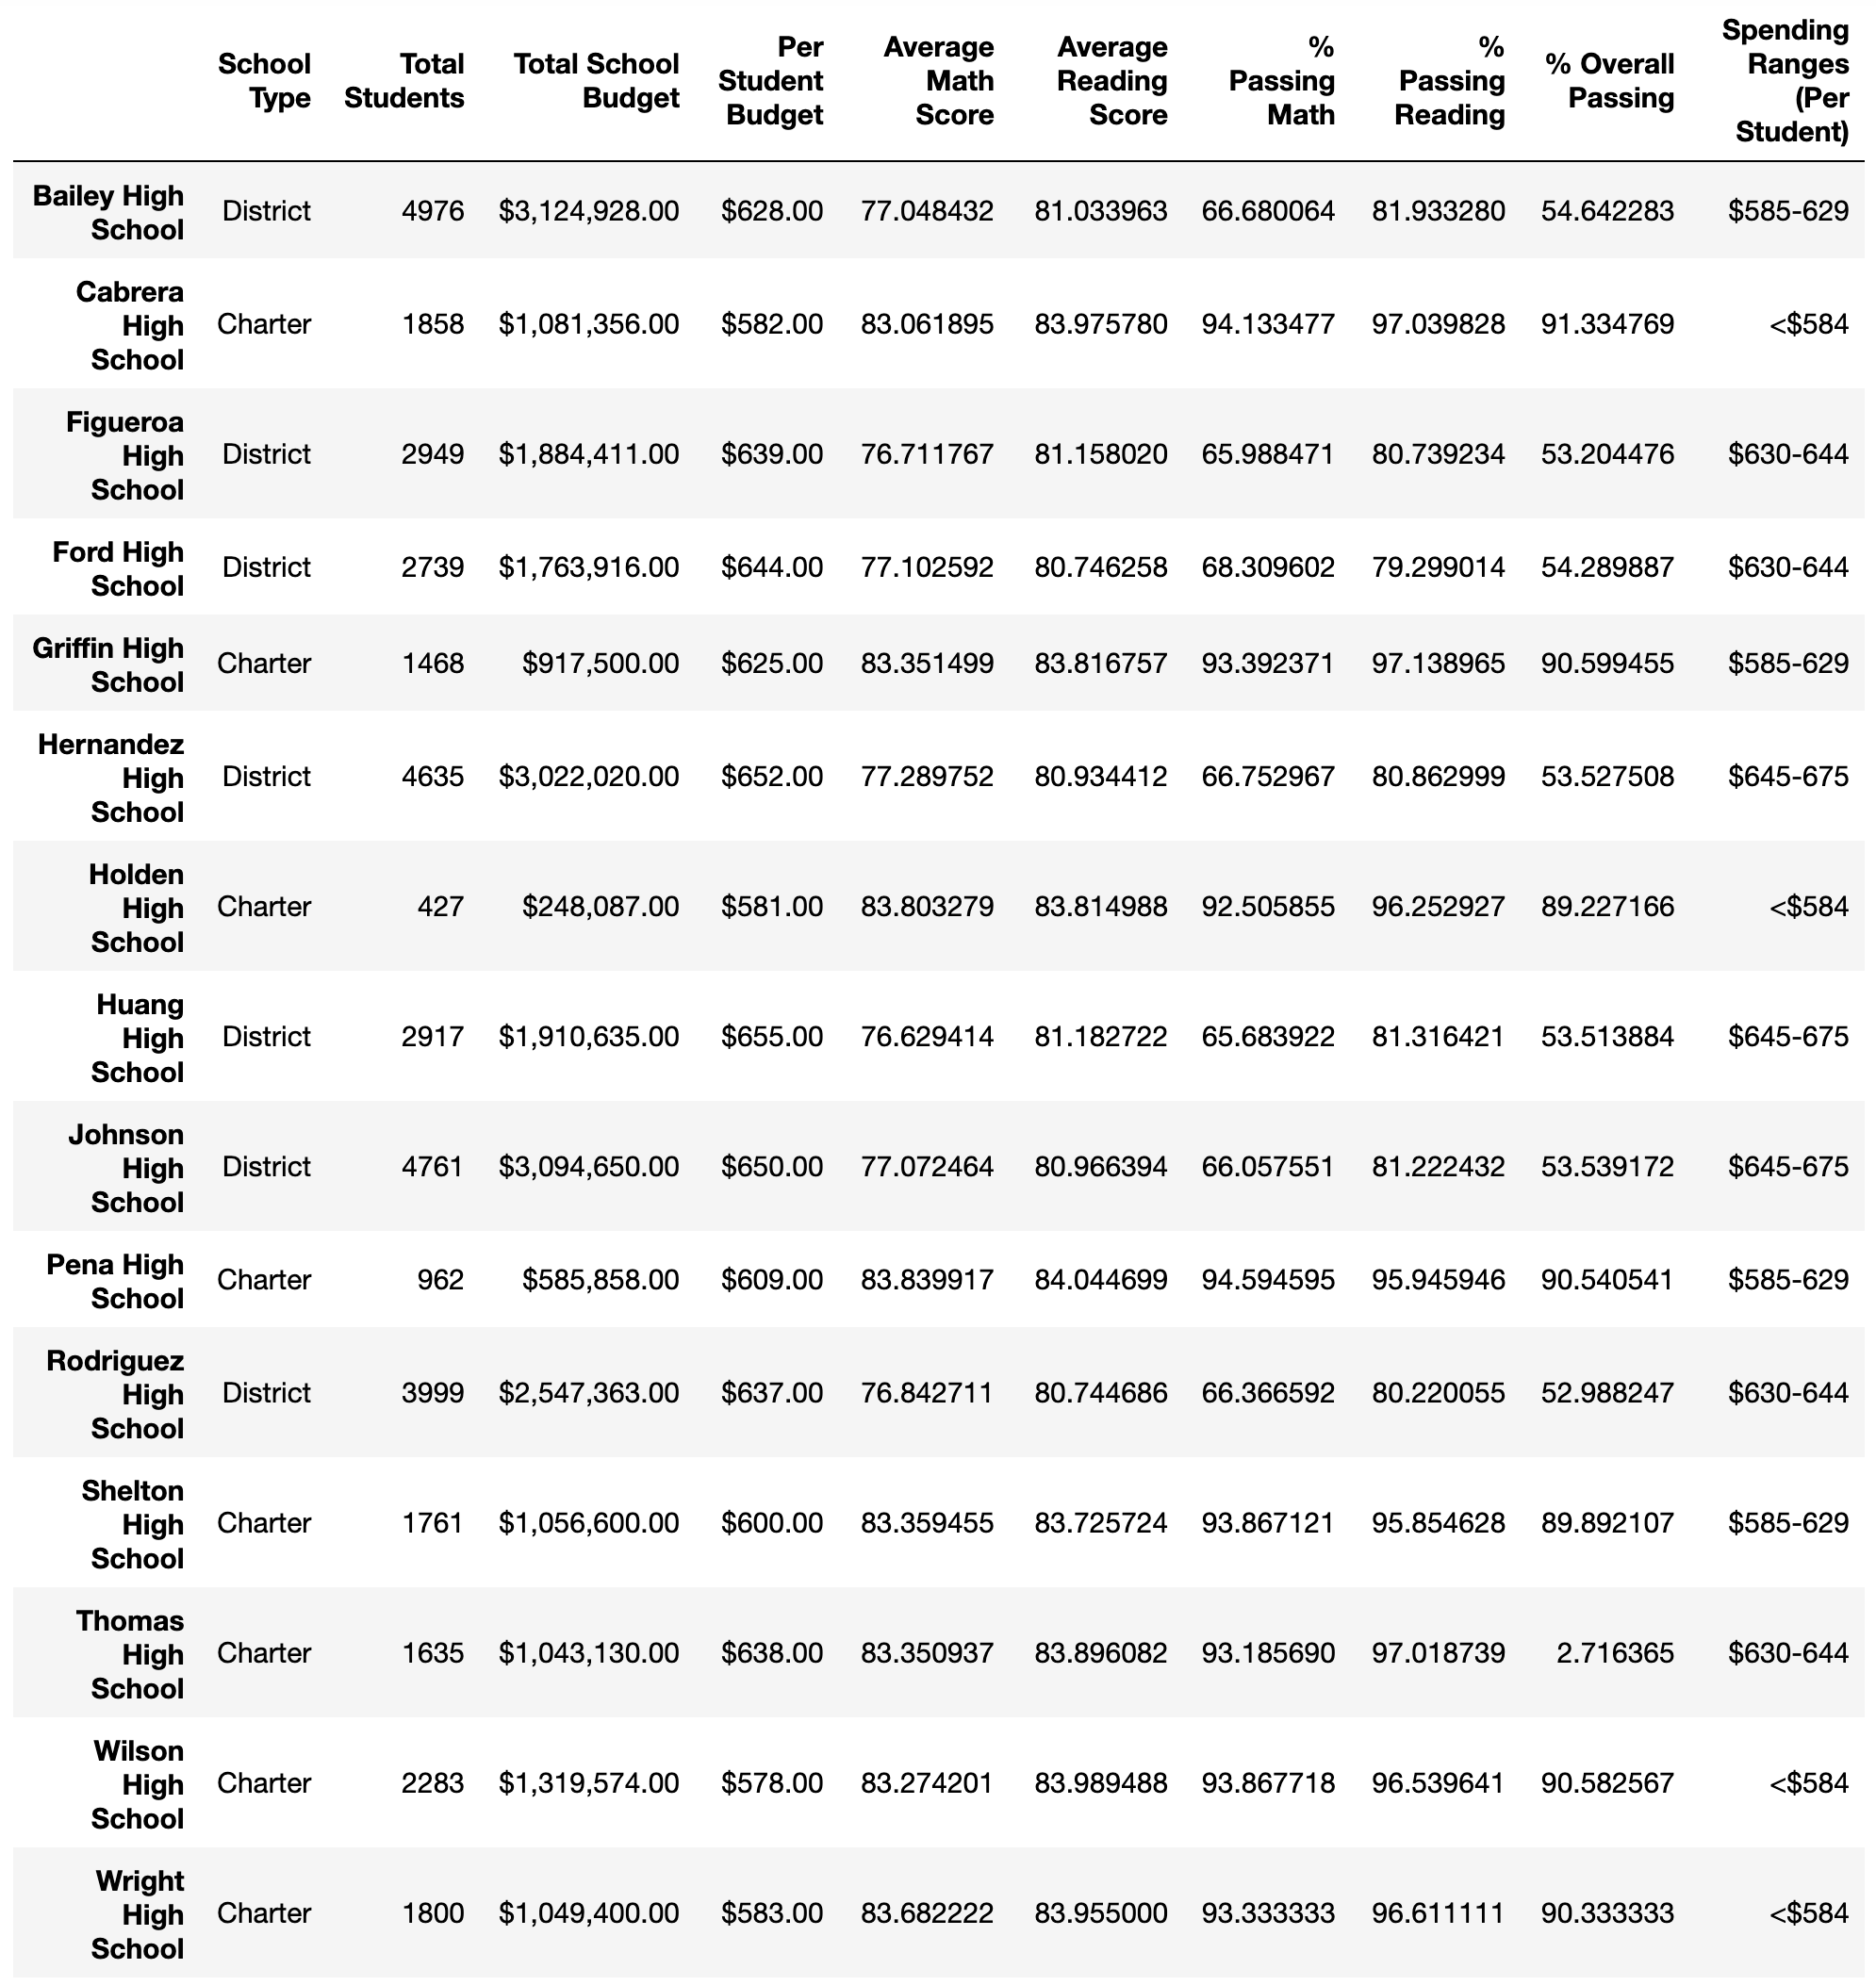 School Type Total Students Total School Budget Per Student Budget Average Math Score Average Reading Score % Passing Math % Passing Reading % Overall Passing Spending Ranges (Per Student)
Bailey High School District 4976 $3,124,928.00 $628.00 77.048432 81.033963 66.680064 81.933280 54.642283 $585-629
Cabrera High School Charter 1858 $1,081,356.00 $582.00 83.061895 83.975780 94.133477 97.039828 91.334769 <$584
Figueroa High School District 2949 $1,884,411.00 $639.00 76.711767 81.158020 65.988471 80.739234 53.204476 $630-644
Ford High School District 2739 $1,763,916.00 $644.00 77.102592 80.746258 68.309602 79.299014 54.289887 $630-644
Griffin High School Charter 1468 $917,500.00 $625.00 83.351499 83.816757 93.392371 97.138965 90.599455 $585-629
Hernandez High School District 4635 $3,022,020.00 $652.00 77.289752 80.934412 66.752967 80.862999 53.527508 $645-675
Holden High School Charter 427 $248,087.00 $581.00 83.803279 83.814988 92.505855 96.252927 89.227166 <$584
Huang High School District 2917 $1,910,635.00 $655.00 76.629414 81.182722 65.683922 81.316421 53.513884 $645-675
Johnson High School District 4761 $3,094,650.00 $650.00 77.072464 80.966394 66.057551 81.222432 53.539172 $645-675
Pena High School Charter 962 $585,858.00 $609.00 83.839917 84.044699 94.594595 95.945946 90.540541 $585-629
Rodriguez High School District 3999 $2,547,363.00 $637.00 76.842711 80.744686 66.366592 80.220055 52.988247 $630-644
Shelton High School Charter 1761 $1,056,600.00 $600.00 83.359455 83.725724 93.867121 95.854628 89.892107 $585-629
Thomas High School Charter 1635 $1,043,130.00 $638.00 83.350937 83.896082 93.185690 97.018739 2.716365 $630-644
Wilson High School Charter 2283 $1,319,574.00 $578.00 83.274201 83.989488 93.867718 96.539641 90.582567 <$584
Wright High School Charter 1800 $1,049,400.00 $583.00 83.682222 83.955000 93.333333 96.611111 90.333333 <$584